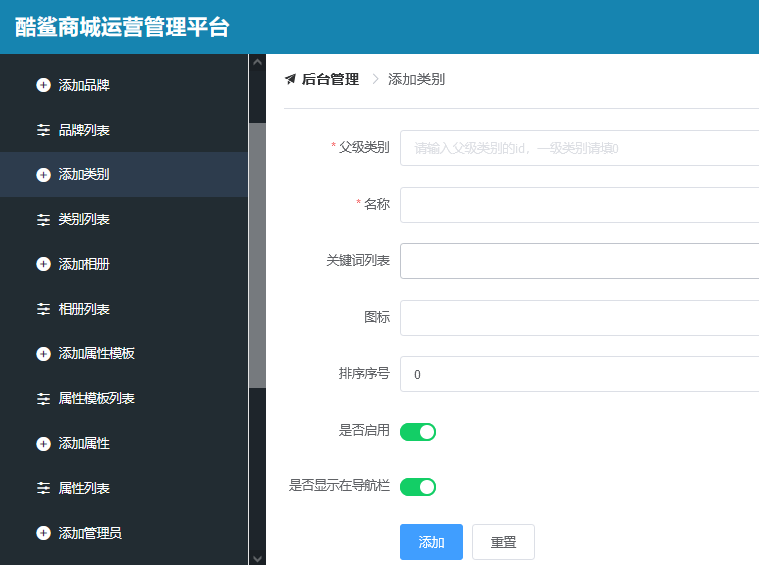 酷鲨商城运营管理平台
添加品牌
品牌列表
添加类别
类别列表
添加相册
相册列表
添加属性模板
属性模板列表
添加属性
属性列表
添加管理员
后台管理 > 添加类别
* 父级类别 请输入父级类别的id，一级类别请填0
* 名称
关键词列表
图标
排序序号 0
是否启用
是否显示在导航栏
添加 重置